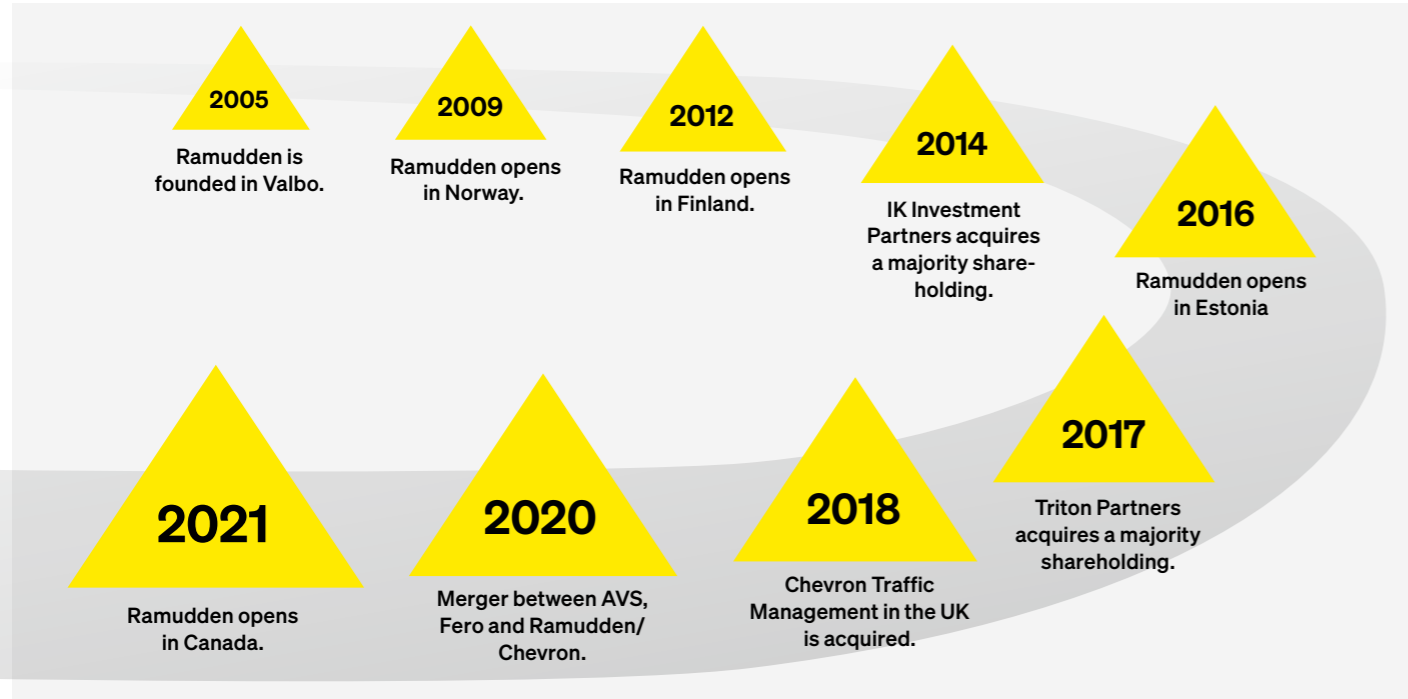 2005
Ramudden is
founded in Valbo.
2009
Ramudden opens
in Norway.
2012
Ramudden opens
in Finland.
2014
IK Investment
Partners acquires
a majority share-
holding.
2016
Ramudden opens
in Estonia
2017
Triton Partners
acquires a majority
shareholding.
2018
Chevron Traffic
Management in the UK
is acquired.
2020
Merger between AVS,
Fero and Ramudden/
Chevron.
2021
Ramudden opens
in Canada.